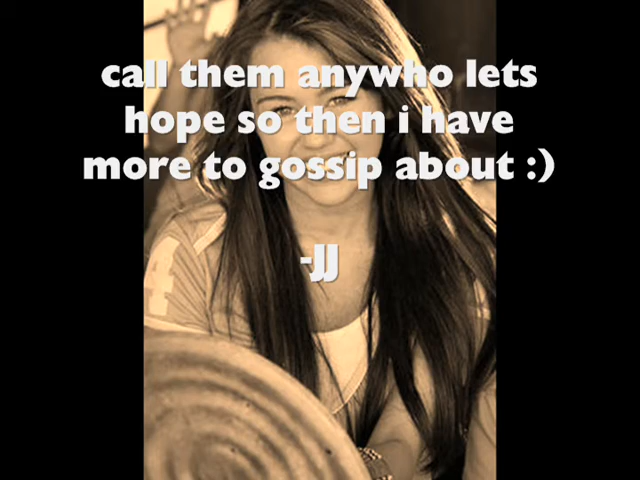 call them anywho lets
hope so then i have
more to gossip about :)
-JJ